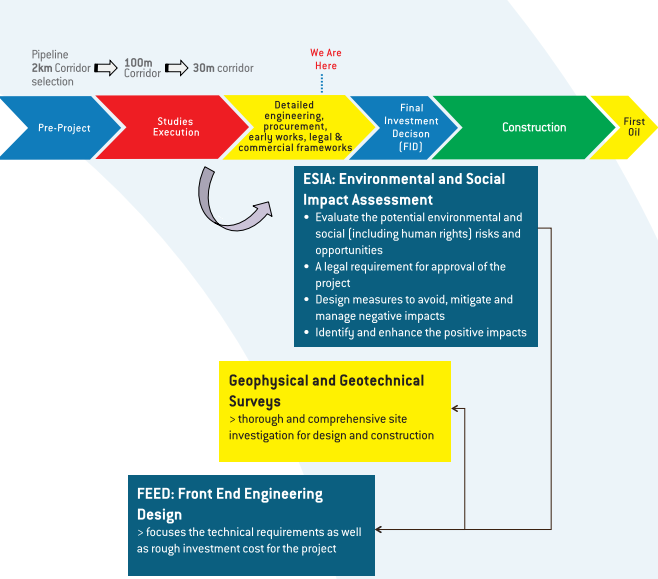 Pipeline
2km Corridor
selection
100m
Corridor
30m corridor
We Are
Here
Pre-Project
Studies
Execution
Detailed
engineering,
procurement,
early works, legal &
commercial frameworks
Final
Investment
Decison
(FID)
Construction
First
Oil
ESIA: Environmental and Social
Impact Assessment
• Evaluate the potential environmental and
social (including human rights) risks and
opportunities
• A legal requirement for approval of the
project
• Design measures to avoid, mitigate and
manage negative impacts
• Identify and enhance the positive impacts
Geophysical and Geotechnical
Surveys
> thorough and comprehensive site
investigation for design and construction
FEED: Front End Engineering
Design
> focuses the technical requirements as well
as rough investment cost for the project